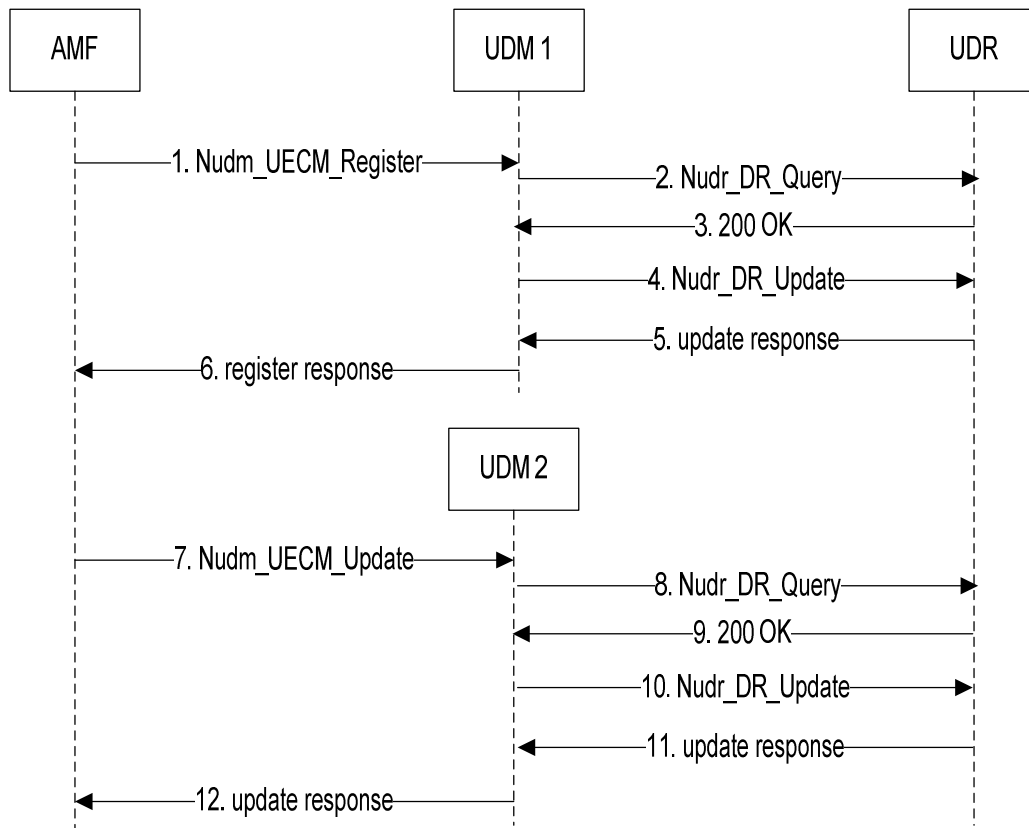 AMF
UDM 1
UDR
1. Nudm_UECM_Register
2. Nudr_DR_Query
3. 200 OK
4. Nudr_DR_Update
5. update response
6. register response
UDM 2
7. Nudm_UECM_Update
8. Nudr_DR_Query
9. 200 OK
10. Nudr_DR_Update
11. update response
12. update response